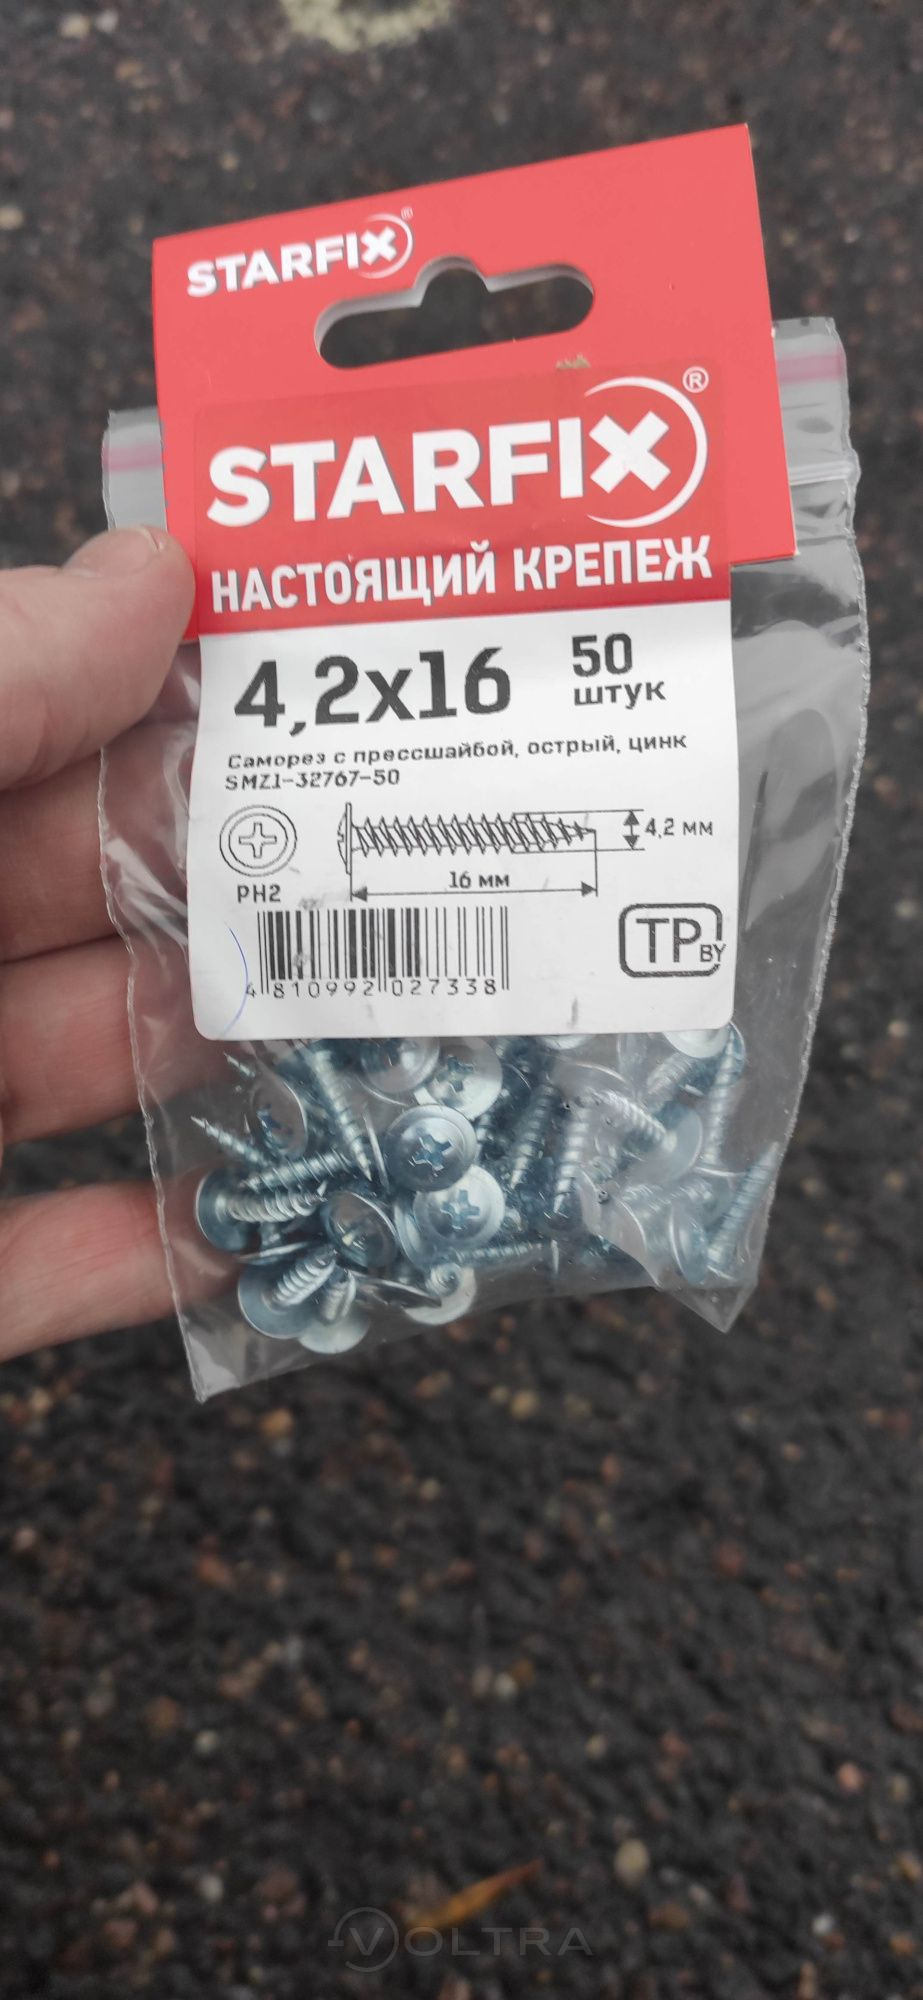 STARFIX®
STARFIX®
НАСТОЯЩИЙ КРЕПЕЖ
4,2x16
50
штук
Саморез с прессшайбой, острый, цинк
SMZ1-32767-50
4,2 мм
16 мм
PH2
TP BY
4 810992 027338
VOLTRA